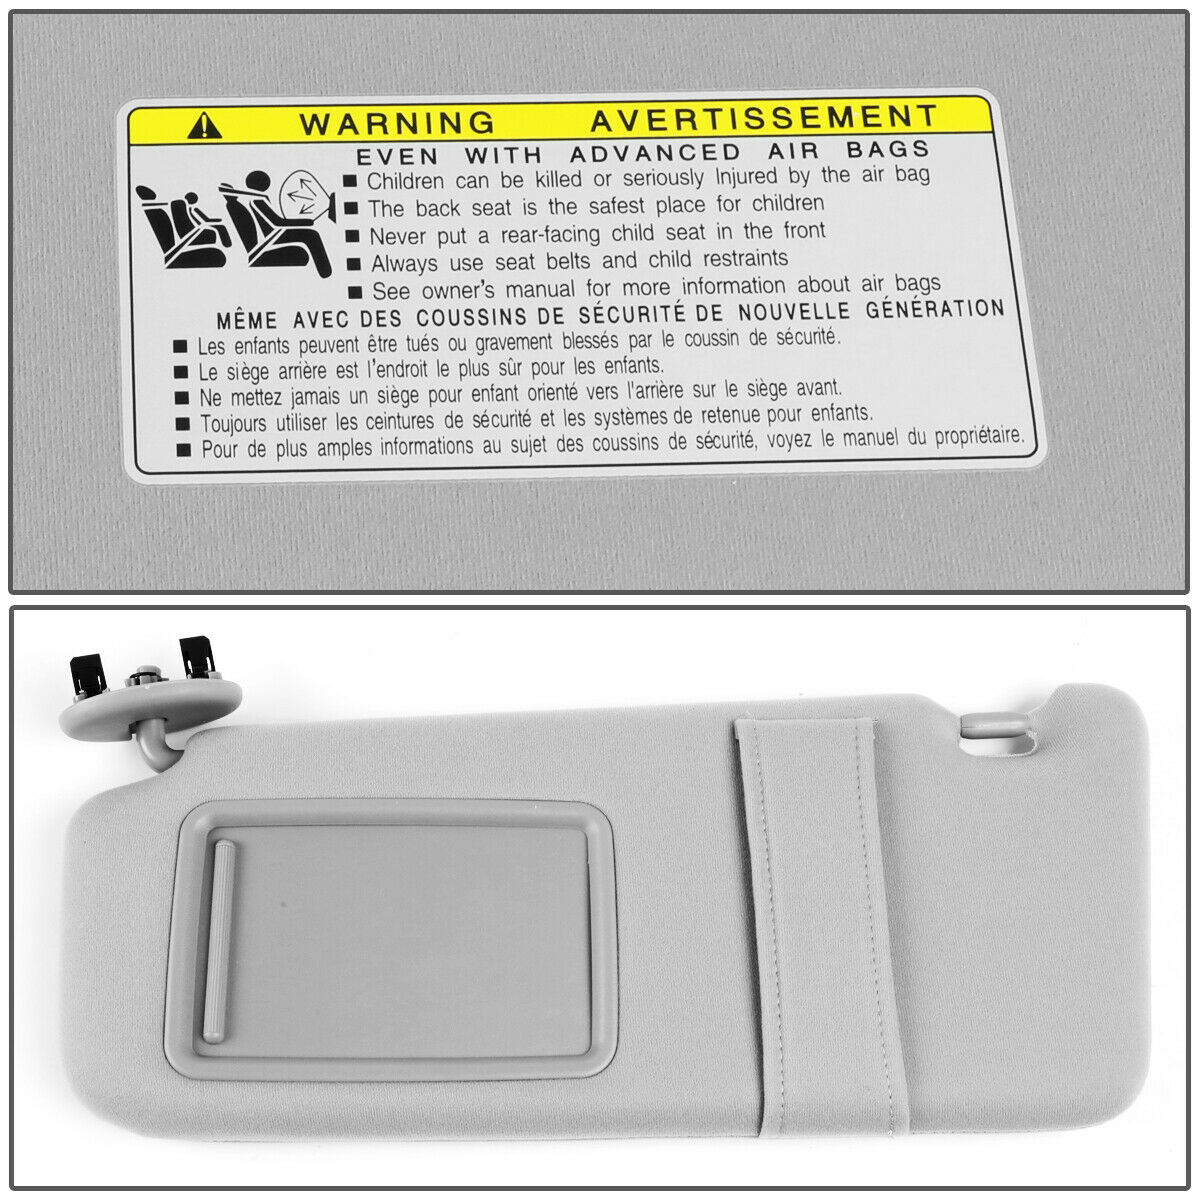 WARNING AVERTISSEMENT
EVEN WITH ADVANCED AIR BAGS
■ Children can be killed or seriously Injured by the air bag
■ The back seat is the safest place for children
■ Never put a rear-facing child seat in the front
■ Always use seat belts and child restraints
■ See owner's manual for more information about air bags
MÊME AVEC DES COUSSINS DE SÉCURITÉ DE NOUVELLE GÉNÉRATION
■ Les enfants peuvent être tués ou gravement blessés par le coussin de sécurité.
■ Le siège arrière est l'endroit le plus sûr pour les enfants.
■ Ne mettez jamais un siège pour enfant orienté vers l'arrière sur le siège avant.
■ Toujours utiliser les ceintures de sécurité et les systèmes de retenue pour enfants.
■ Pour de plus amples informations au sujet des coussins de sécurité, voyez le manuel du propriétaire.